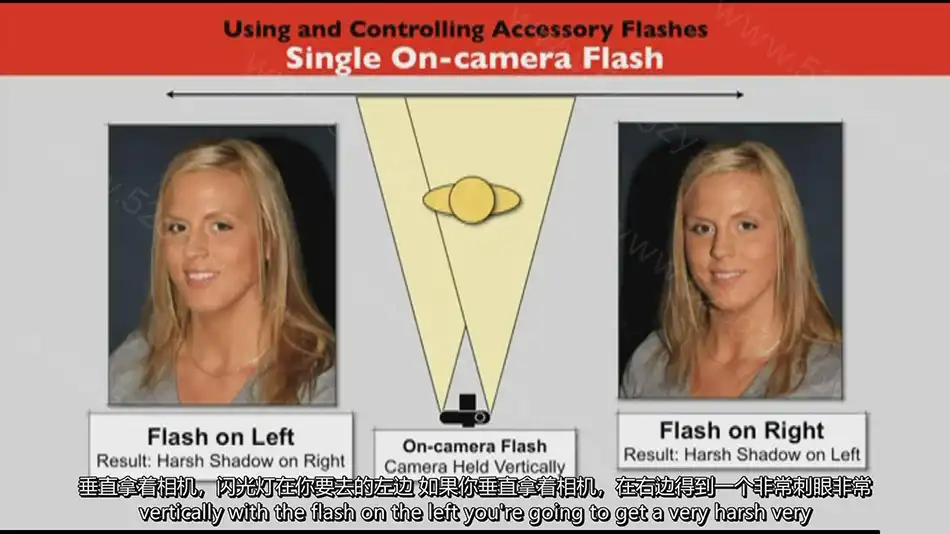 Using and Controlling Accessory Flashes
Single On-camera Flash
Flash on Left
Result: Harsh Shadow on Right
On-camera Flash
Camera Held Vertically
Flash on Right
Result: Harsh Shadow on Left
垂直拿着相机，闪光灯在你要去的左边 如果你垂直拿着相机，在右边得到一个非常刺眼非常
vertically with the flash on the left you're going to get a very harsh very